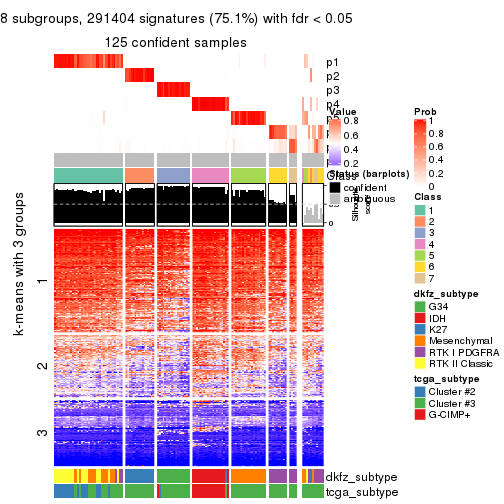 8 subgroups, 291404 signatures (75.1%) with fdr < 0.05
125 confident samples
p1
p2
p3
p4
Value
0.8
0.6
0.4
0.2
Status (barplots)
confident
ambiguous
Prob
1
0.8
0.6
0.4
0.2
0
Class
1
2
3
4
5
6
7
dkfz_subtype
G34
IDH
K27
Mesenchymal
RTK I PDGFRA
RTK II Classic
tcga_subtype
Cluster #2
Cluster #3
G-CIMP+
k-means with 3 groups
1
2
3
dkfz_subtype
tcga_subtype